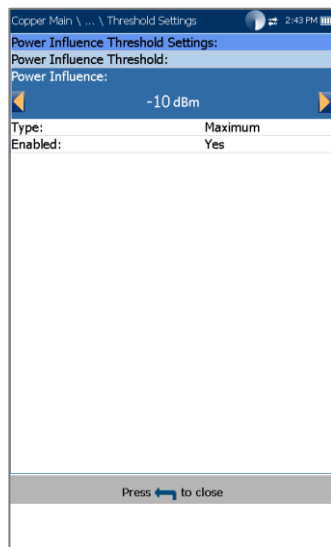 Copper Main \ ... \ Threshold Settings 2:43 PM
Power Influence Threshold Settings:
Power Influence Threshold:
Power Influence:
-10 dBm
Type: Maximum
Enabled: Yes
Press to close